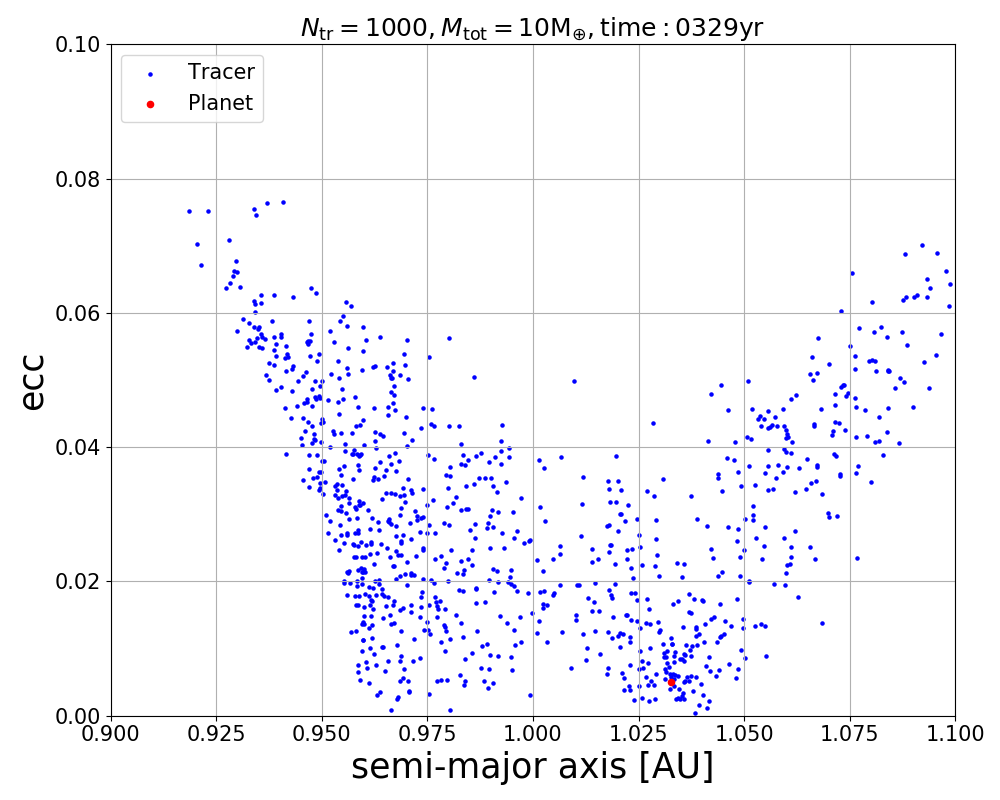 N_tr = 1000, M_tot = 10M_⊕, time : 0329yr
Tracer
Planet
0.10
0.08
0.06
0.04
0.02
0.00
ecc
0.900 0.925 0.950 0.975 1.000 1.025 1.050 1.075 1.100
semi-major axis [AU]